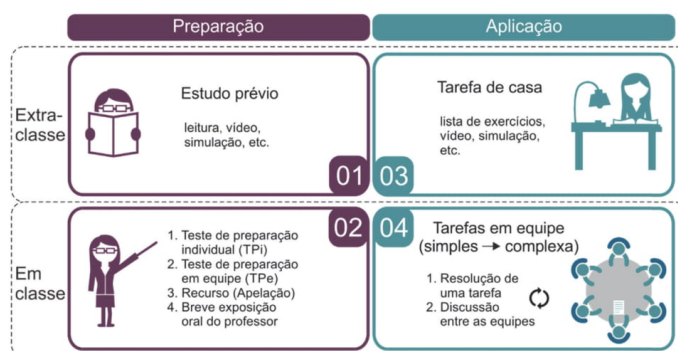 Preparação
Aplicação
Extra-
classe
Estudo prévio
leitura, vídeo,
simulação, etc.
01
Tarefa de casa
lista de exercícios,
vídeo, simulação,
etc.
03
Em
classe
02
1. Teste de preparação
individual (TPi)
2. Teste de preparação
em equipe (TPe)
3. Recurso (Apelação)
4. Breve exposição
oral do professor
04
Tarefas em equipe
(simples → complexa)
1. Resolução de
uma tarefa
2. Discussão
entre as equipes